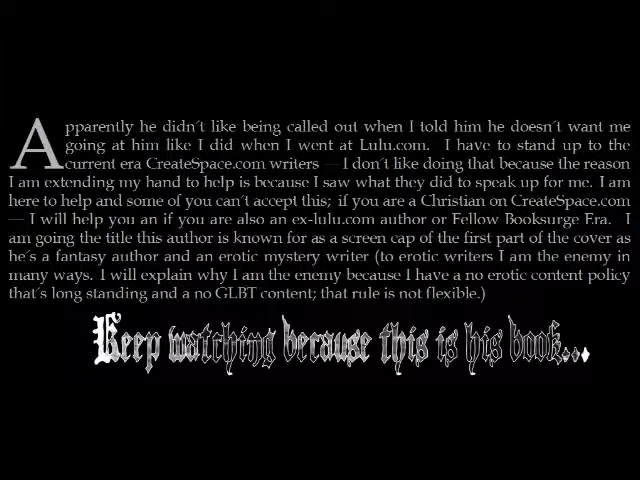 Apparently he didn´t like being called out when I told him he doesn´t want me
going at him like I did when I went at Lulu.com. I have to stand up to the
current era CreateSpace.com writers — I don´t like doing that because the reason
I am extending my hand to help is because I saw what they did to speak up for me. I am
here to help and some of you can´t accept this; if you are a Christian on CreateSpace.com
— I will help you an if you are also an ex-lulu.com author or Fellow Booksurge Era. I
am going the title this author is known for as a screen cap of the first part of the cover as
he´s a fantasy author and an erotic mystery writer (to erotic writers I am the enemy in
many ways. I will explain why I am the enemy because I have a no erotic content policy
that´s long standing and a no GLBT content; that rule is not flexible.)
Keep watching because this is his book...